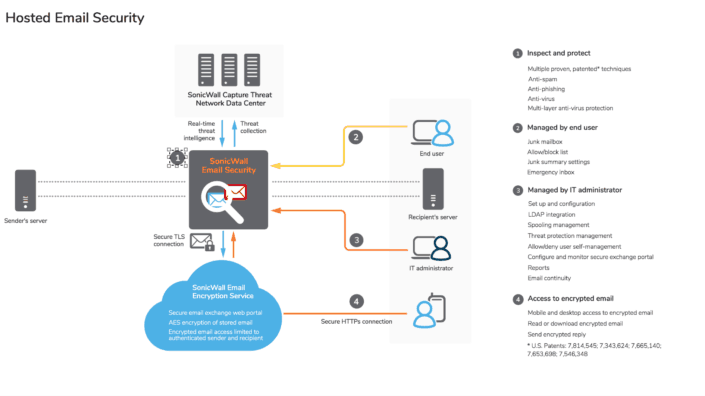 Hosted Email Security
SonicWall Capture Threat
Network Data Center
Real-time
threat
intelligence
Threat
collection
1
SonicWall
Email Security
2
End user
Sender's server
Recipient's server
Secure TLS
connection
3
IT administrator
SonicWall Email
Encryption Service
Secure email exchange web portal
AES encryption of stored email
Encrypted email access limited to
authenticated sender and recipient
4
Secure HTTPs connection
1 Inspect and protect
Multiple proven, patented* techniques
Anti-spam
Anti-phishing
Anti-virus
Multi-layer anti-virus protection
2 Managed by end user
Junk mailbox
Allow/block list
Junk summary settings
Emergency inbox
3 Managed by IT administrator
Set up and configuration
LDAP Integration
Spooling management
Threat protection management
Allow/deny user self-management
Configure and monitor secure exchange portal
Reports
Email continuity
4 Access to encrypted email
Mobile and desktop access to encrypted email
Read or download encrypted email
Send encrypted reply
* U.S. Patents: 7,814,545; 7,343,624; 7,665,140;
7,653,698; 7,546,348